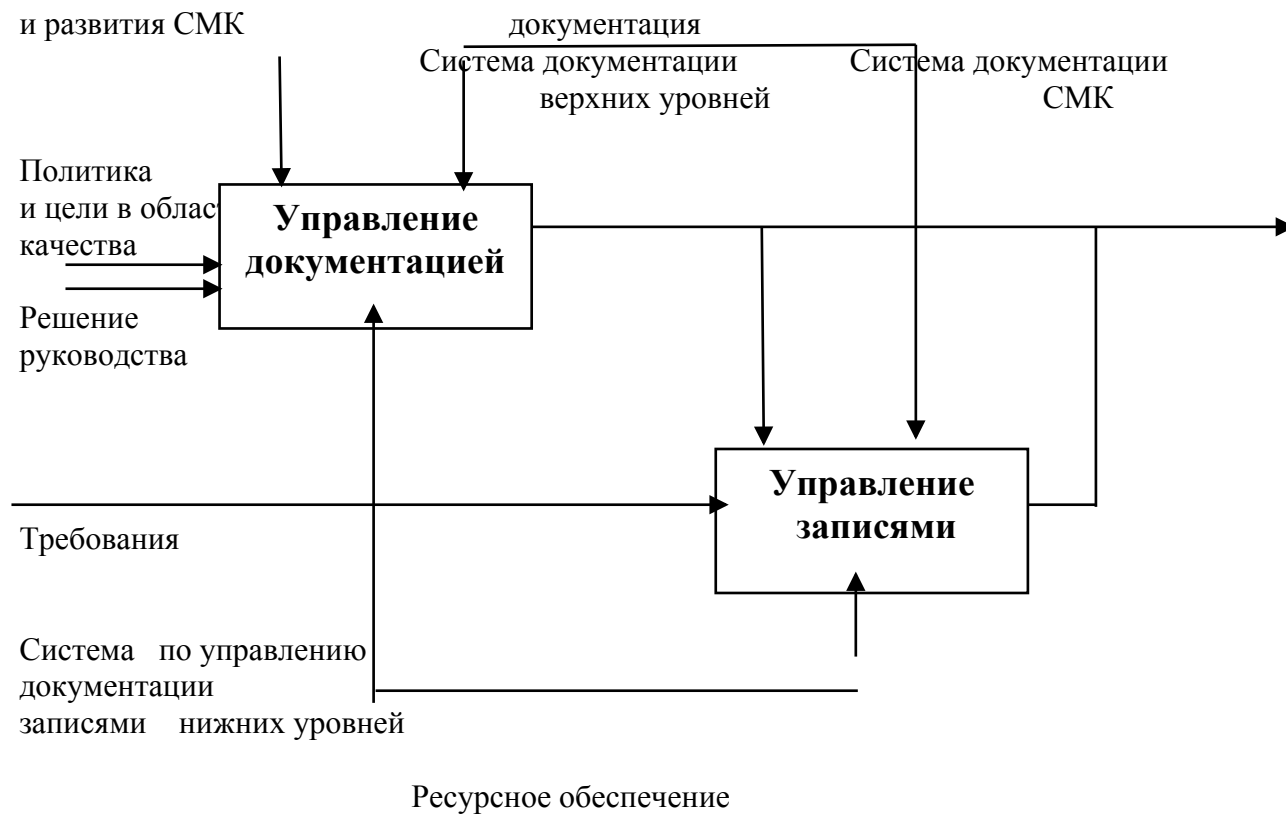 и развития СМК документация
Система документации Система документации
верхних уровней СМК
Политика
и цели в облас
качества
Управление
документацией
Решение
руководства
Управление
записями
Требования
Система по управлению
документации
записями нижних уровней
Ресурсное обеспечение